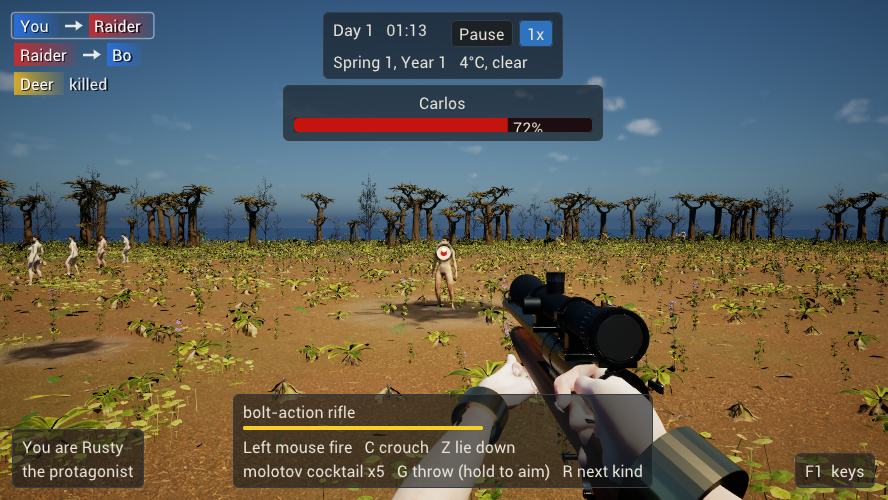 You → Raider
Raider → Bo
Deer killed
Day 1 01:13 Pause 1x
Spring 1, Year 1 4°C, clear
Carlos
72%
bolt-action rifle
Left mouse fire C crouch Z lie down
molotov cocktail x5 G throw (hold to aim) R next kind
You are Rusty
the protagonist
F1 keys